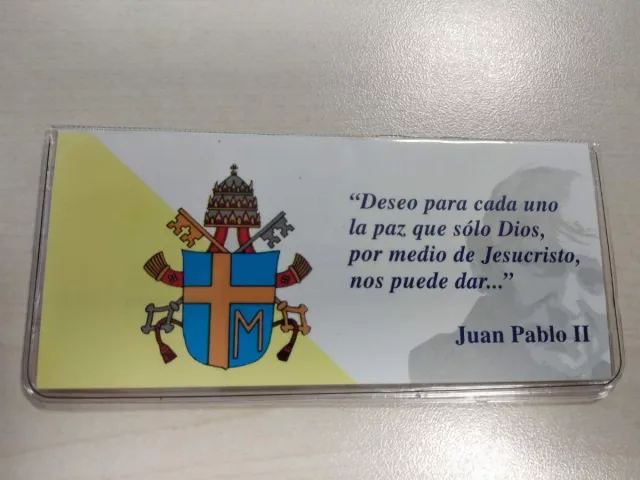 “Deseo para cada uno
la paz que sólo Dios,
por medio de Jesucristo,
nos puede dar...”
Juan Pablo II
M